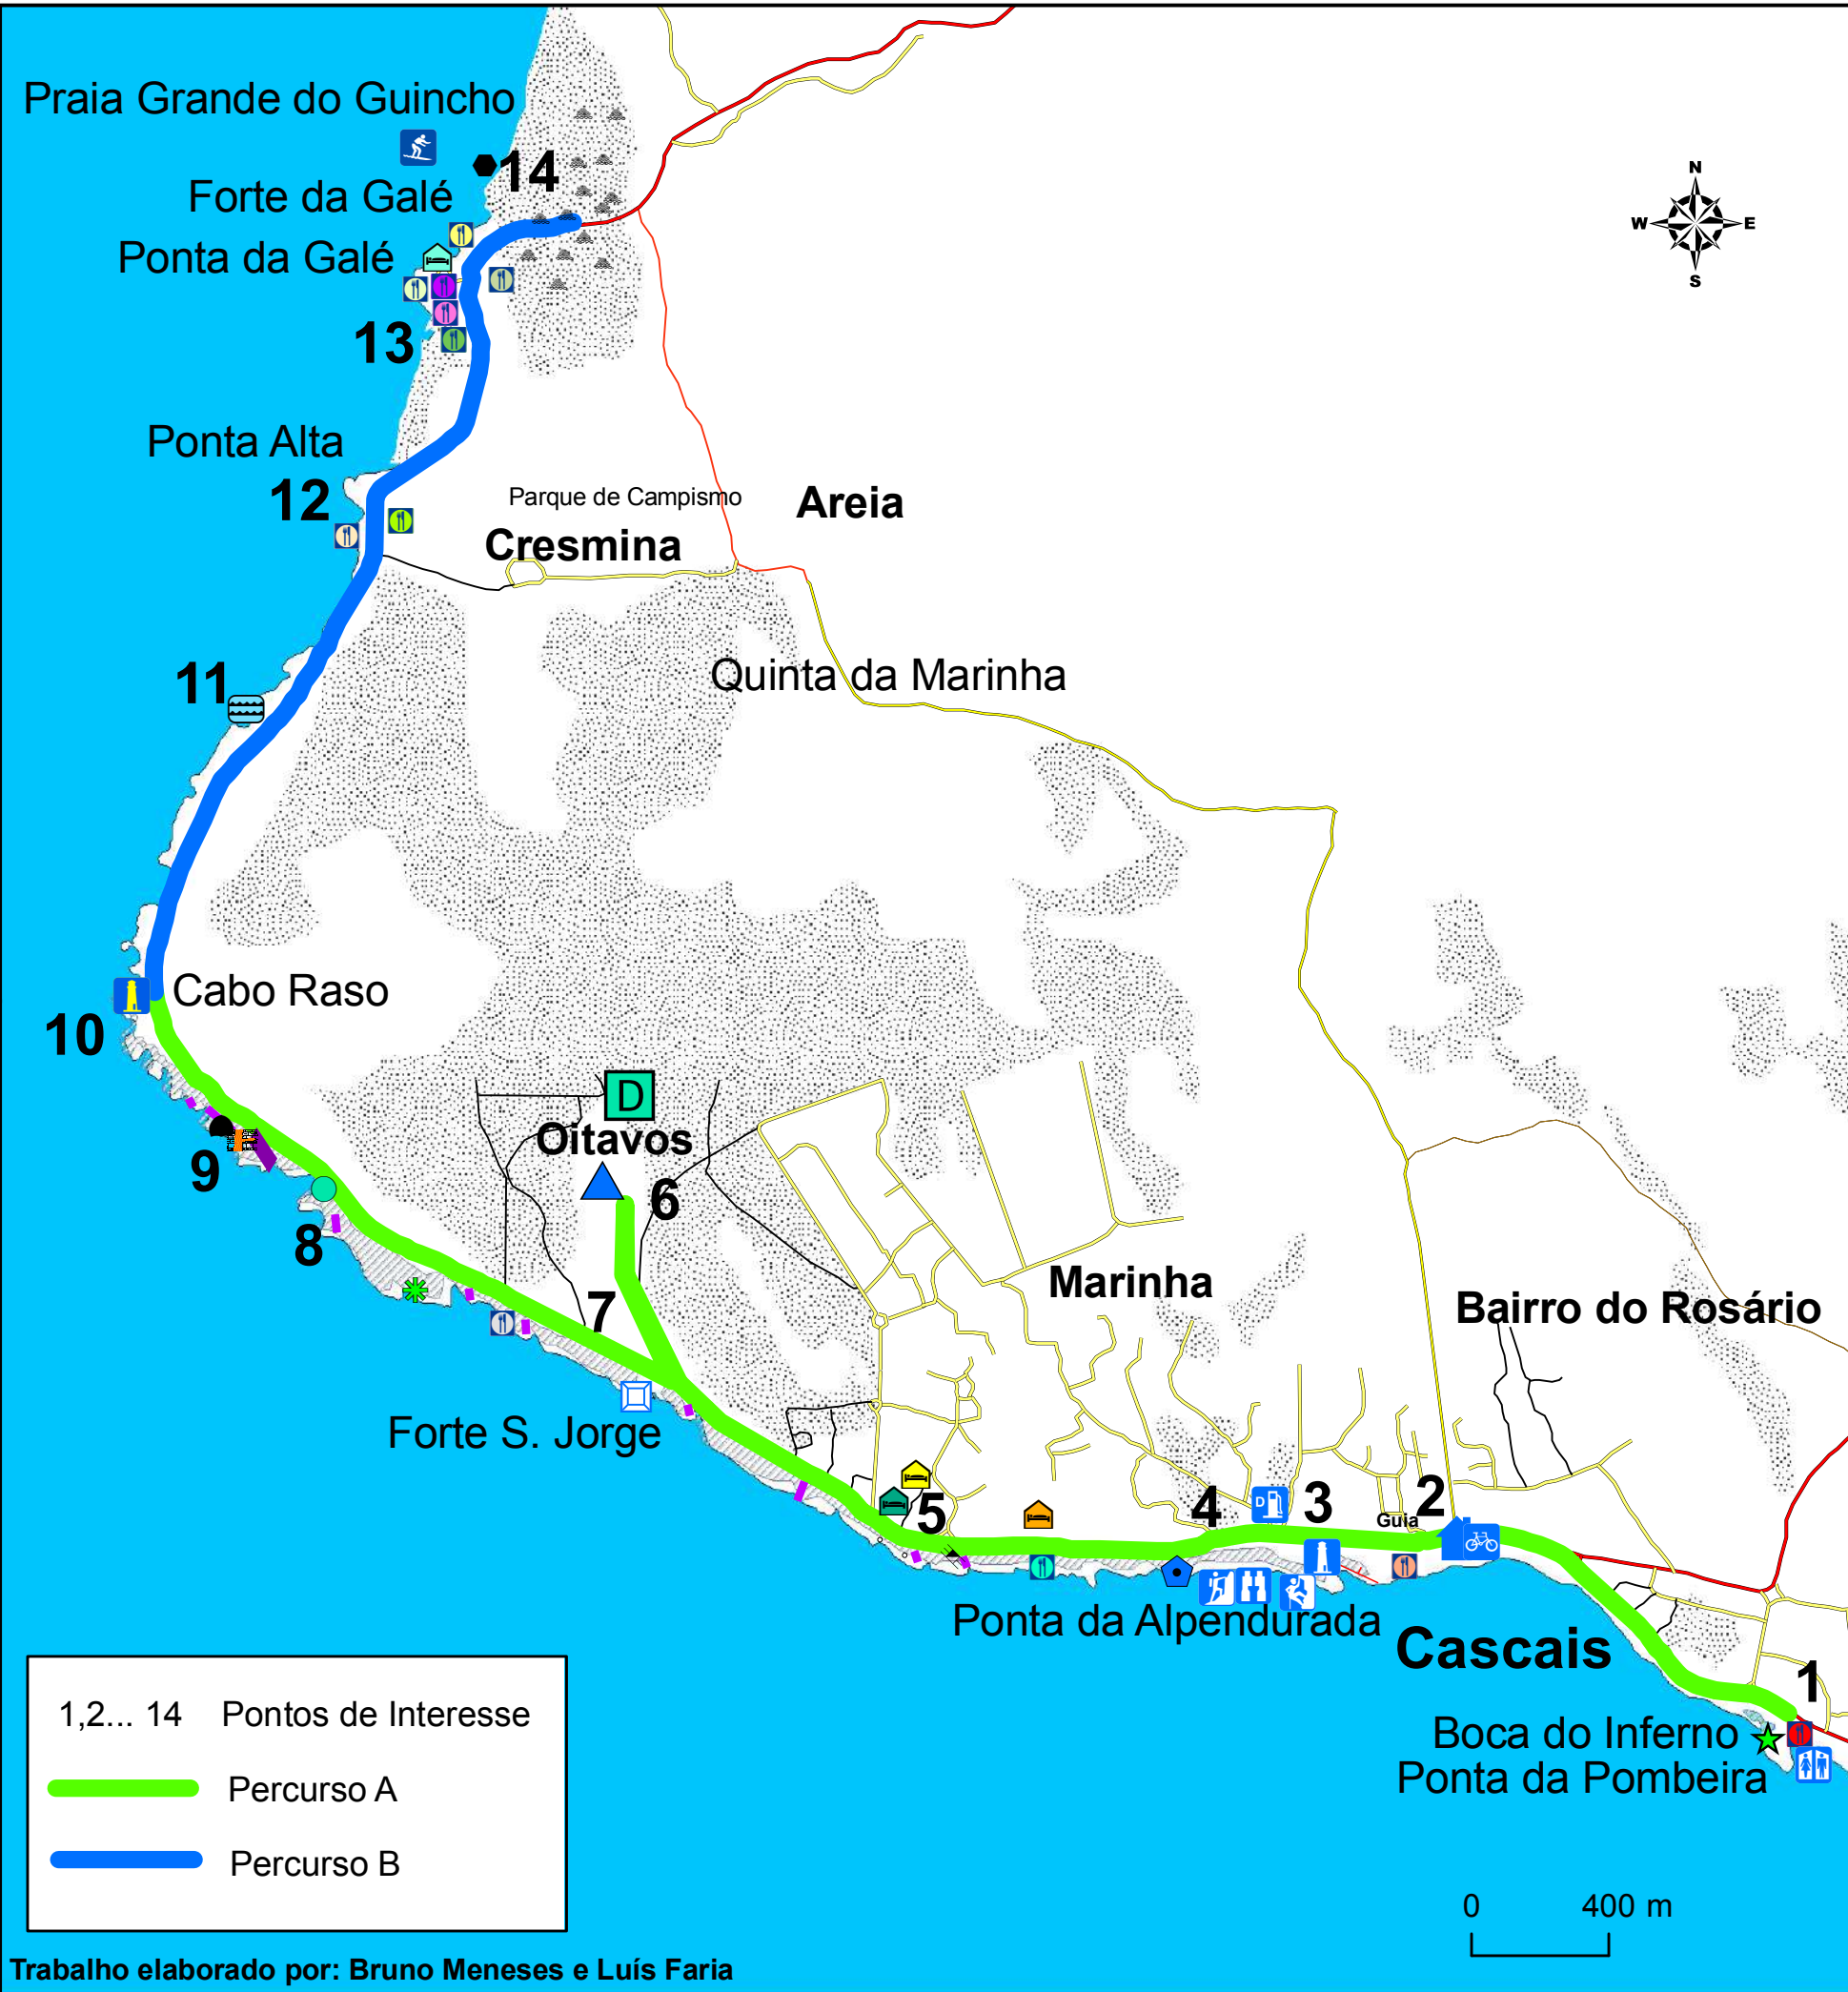 Praia Grande do Guincho
14
Forte da Galé
Ponta da Galé
13
N
W
E
S
Ponta Alta
12
Parque de Campismo
Areia
Cresmina
11
Quinta da Marinha
Cabo Raso
10
D
Oitavos
9
6
8
7
Marinha
Bairro do Rosário
Forte S. Jorge
5
4
D
3
Guia
2
Ponta da Alpendurada
Cascais
1
Boca do Inferno
Ponta da Pombeira
1,2... 14 Pontos de Interesse
Percurso A
Percurso B
0 400 m
Trabalho elaborado por: Bruno Meneses e Luís Faria